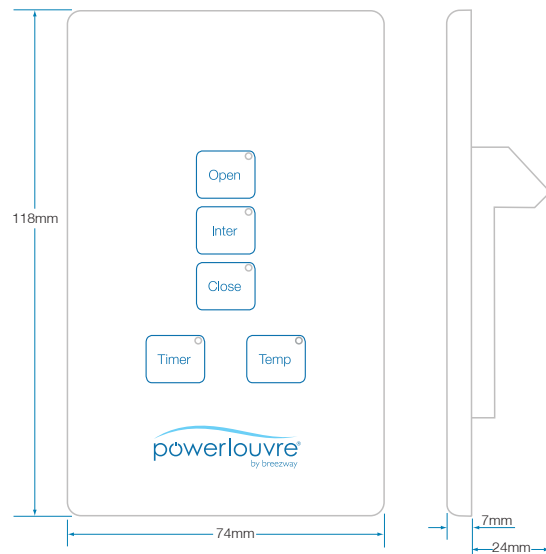 Open
118mm
Inter
Close
Timer
Temp
powerlouvre®
by breezway
7mm
74mm
24mm